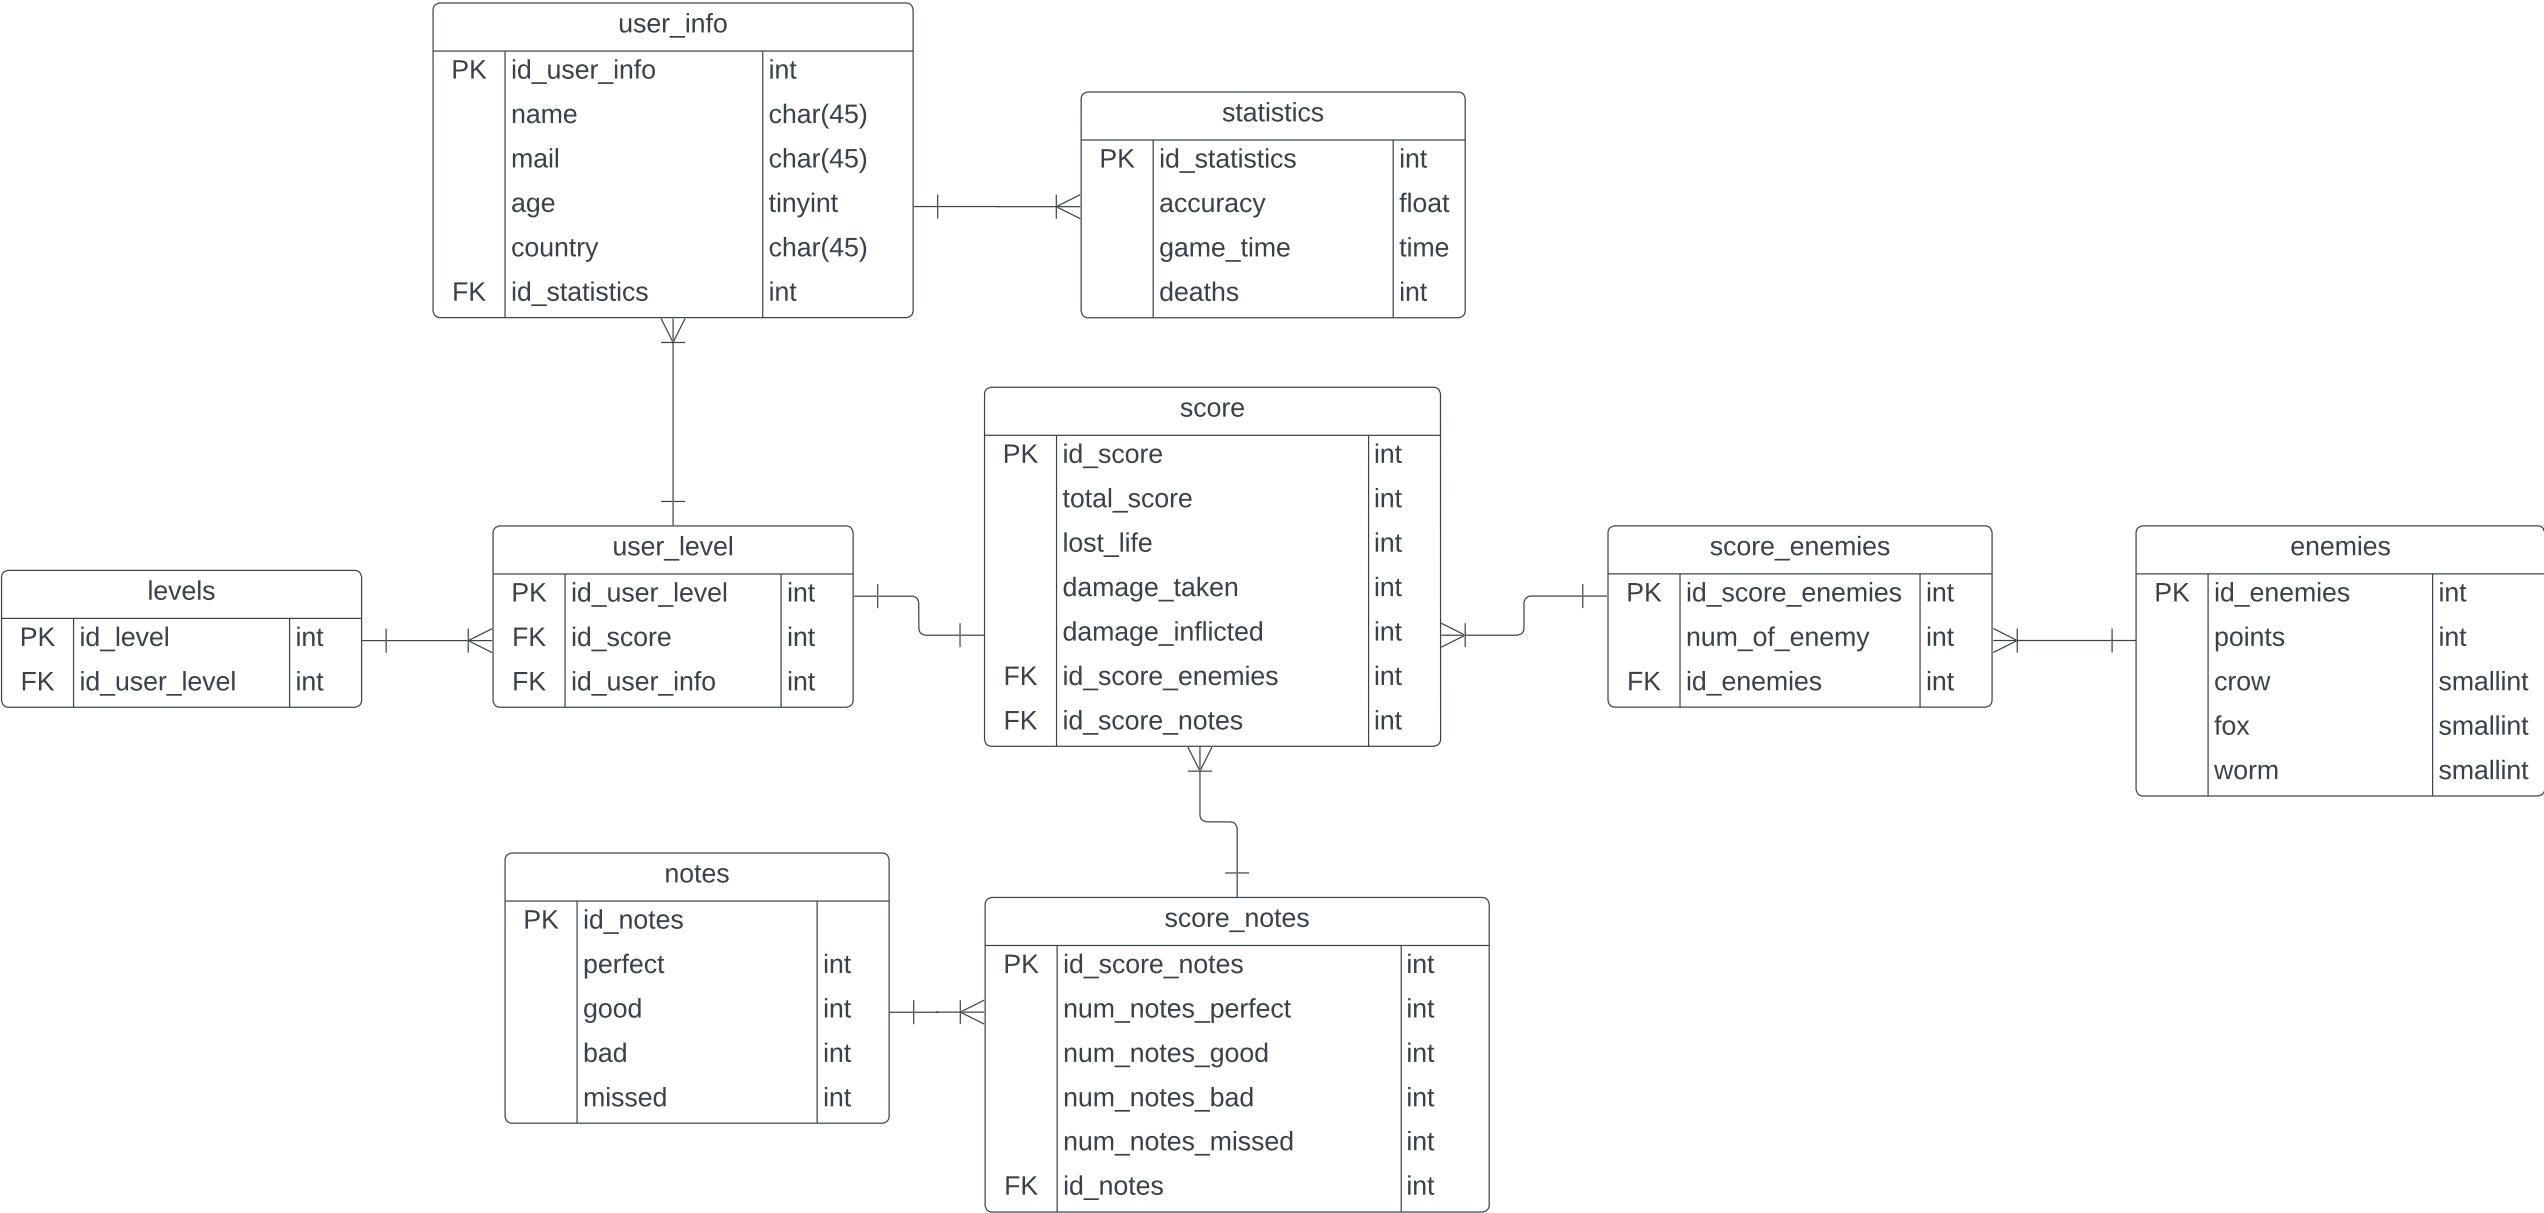 user_info
PK id_user_info int
name char(45)
mail char(45)
age tinyint
country char(45)
FK id_statistics int
statistics
PK id_statistics int
accuracy float
game_time time
deaths int
score
PK id_score int
total_score int
lost_life int
damage_taken int
damage_inflicted int
FK id_score_enemies int
FK id_score_notes int
levels
PK id_level int
FK id_user_level int
user_level
PK id_user_level int
FK id_score int
FK id_user_info int
score_enemies
PK id_score_enemies int
num_of_enemy int
FK id_enemies int
enemies
PK id_enemies int
points int
crow smallint
fox smallint
worm smallint
notes
PK id_notes
perfect int
good int
bad int
missed int
score_notes
PK id_score_notes int
num_notes_perfect int
num_notes_good int
num_notes_bad int
num_notes_missed int
FK id_notes int